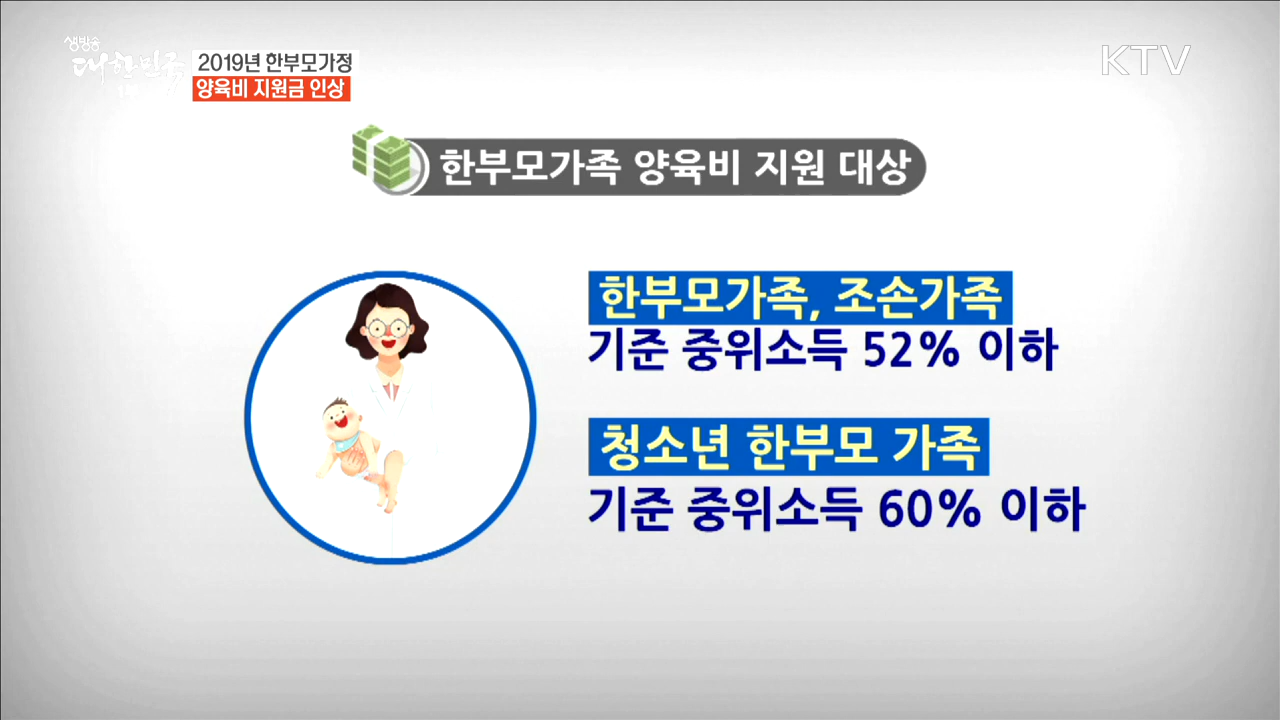 생방송
대한민국
1부
2019년 한부모가정
양육비 지원금 인상
KTV
한부모가족 양육비 지원 대상
한부모가족, 조손가족
기준 중위소득 52% 이하
청소년 한부모 가족
기준 중위소득 60% 이하